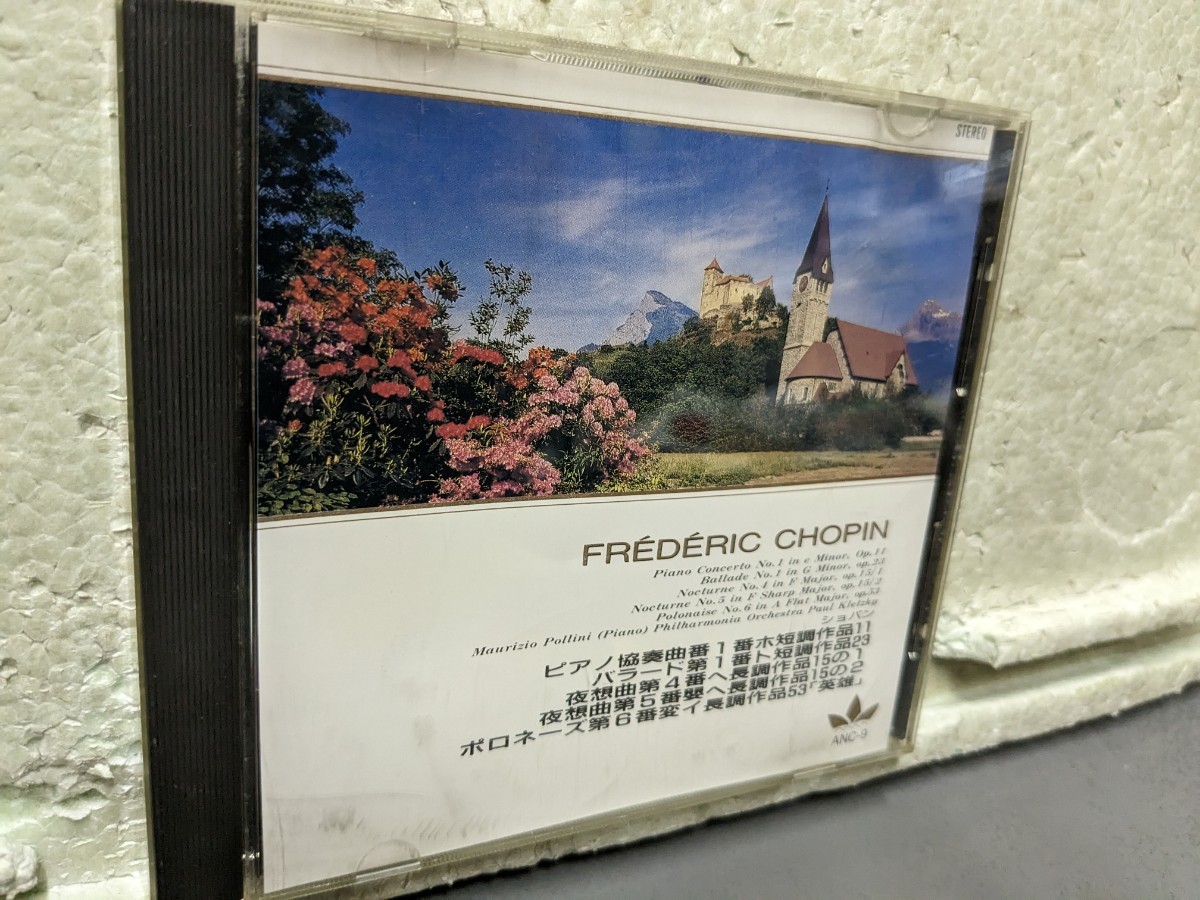 STEREO
FRÉDÉRIC CHOPIN
Piano Concerto No.1 in e Minor, Op.11
Ballade No.1 in G Minor, op.23
Nocturne No.4 in F Major, op.15/1
Nocturne No.5 in F Sharp Major, op.15/2
Polonaise No.6 in A Flat Major, op.53
Maurizio Pollini (Piano) Philharmonia Orchestra Paul Kletzky
ショパン
ピアノ協奏曲番1番ホ短調作品11
バラード第1番ト短調作品23
夜想曲第4番ヘ長調作品15の1
夜想曲第5番嬰ヘ長調作品15の2
ポロネーズ第6番変イ長調作品53「英雄」
ANC-9